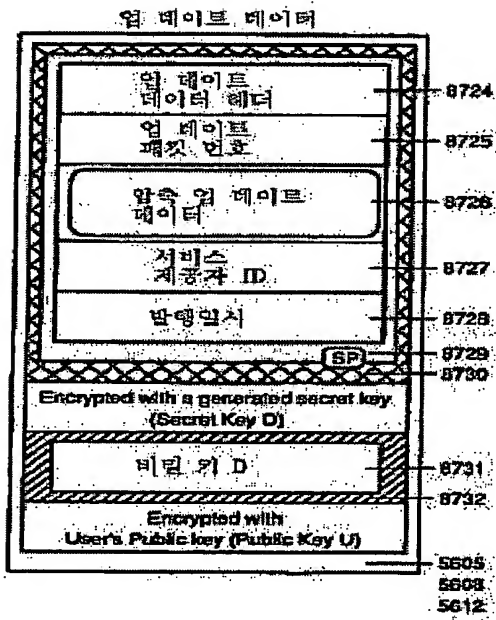 업 데이트 데이터
업 데이트
데이터 헤더
8724
업 데이트
패킷 번호
8725
압축 업 데이트
데이터
8726
서비스
제공자 ID
8727
발행일시
8728
SP
8729
8730
Encrypted with a generated secret key.
(Secret Key D)
비밀 키 D
8731
8732
Encrypted with
User's Public key (Public Key U)
5605
5608
5612